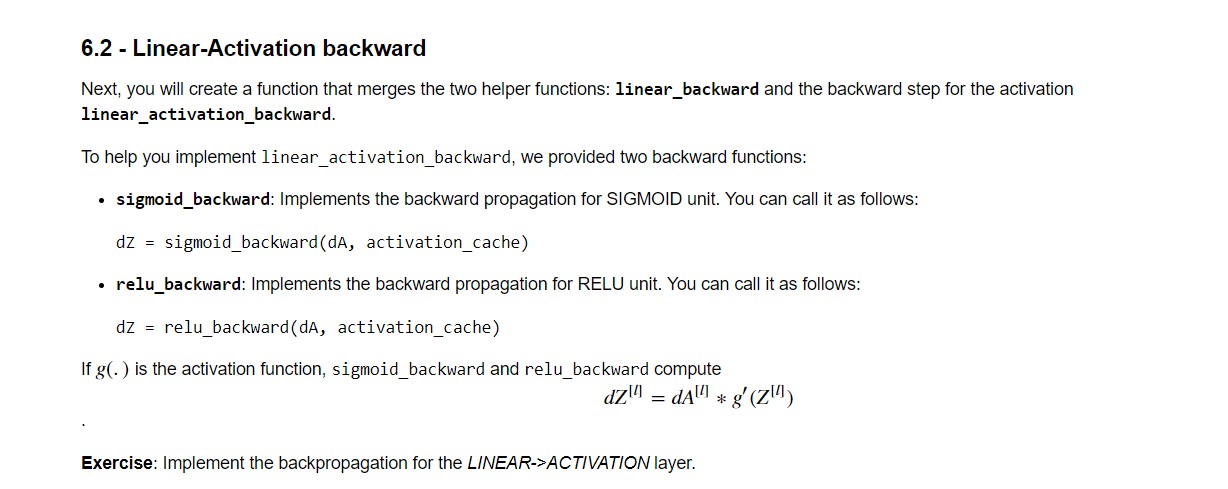 6.2 - Linear-Activation backward
Next, you will create a function that merges the two helper functions: linear_backward and the backward step for the activation
linear_activation_backward.
To help you implement linear_activation_backward, we provided two backward functions:
• sigmoid_backward: Implements the backward propagation for SIGMOID unit. You can call it as follows:
dZ = sigmoid_backward(dA, activation_cache)
• relu_backward: Implements the backward propagation for RELU unit. You can call it as follows:
dZ = relu_backward(dA, activation_cache)
If g(. ) is the activation function, sigmoid_backward and relu_backward compute
dZ[l] = dA[l] ∗ g′(Z[l])
.
Exercise: Implement the backpropagation for the LINEAR->ACTIVATION layer.